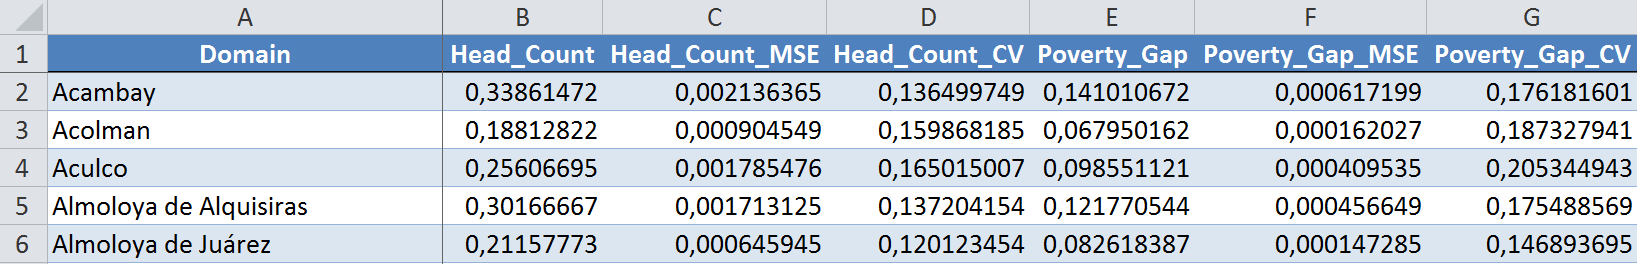 A B C D E F G
1 Domain Head_Count Head_Count_MSE Head_Count_CV Poverty_Gap Poverty_Gap_MSE Poverty_Gap_CV
2 Acambay 0,33861472 0,002136365 0,136499749 0,141010672 0,000617199 0,176181601
3 Acolman 0,18812822 0,000904549 0,159868185 0,067950162 0,000162027 0,187327941
4 Aculco 0,25606695 0,001785476 0,165015007 0,098551121 0,000409535 0,205344943
5 Almoloya de Alquisiras 0,30166667 0,001713125 0,137204154 0,121770544 0,000456649 0,175488569
6 Almoloya de Juárez 0,21157773 0,000645945 0,120123454 0,082618387 0,000147285 0,146893695